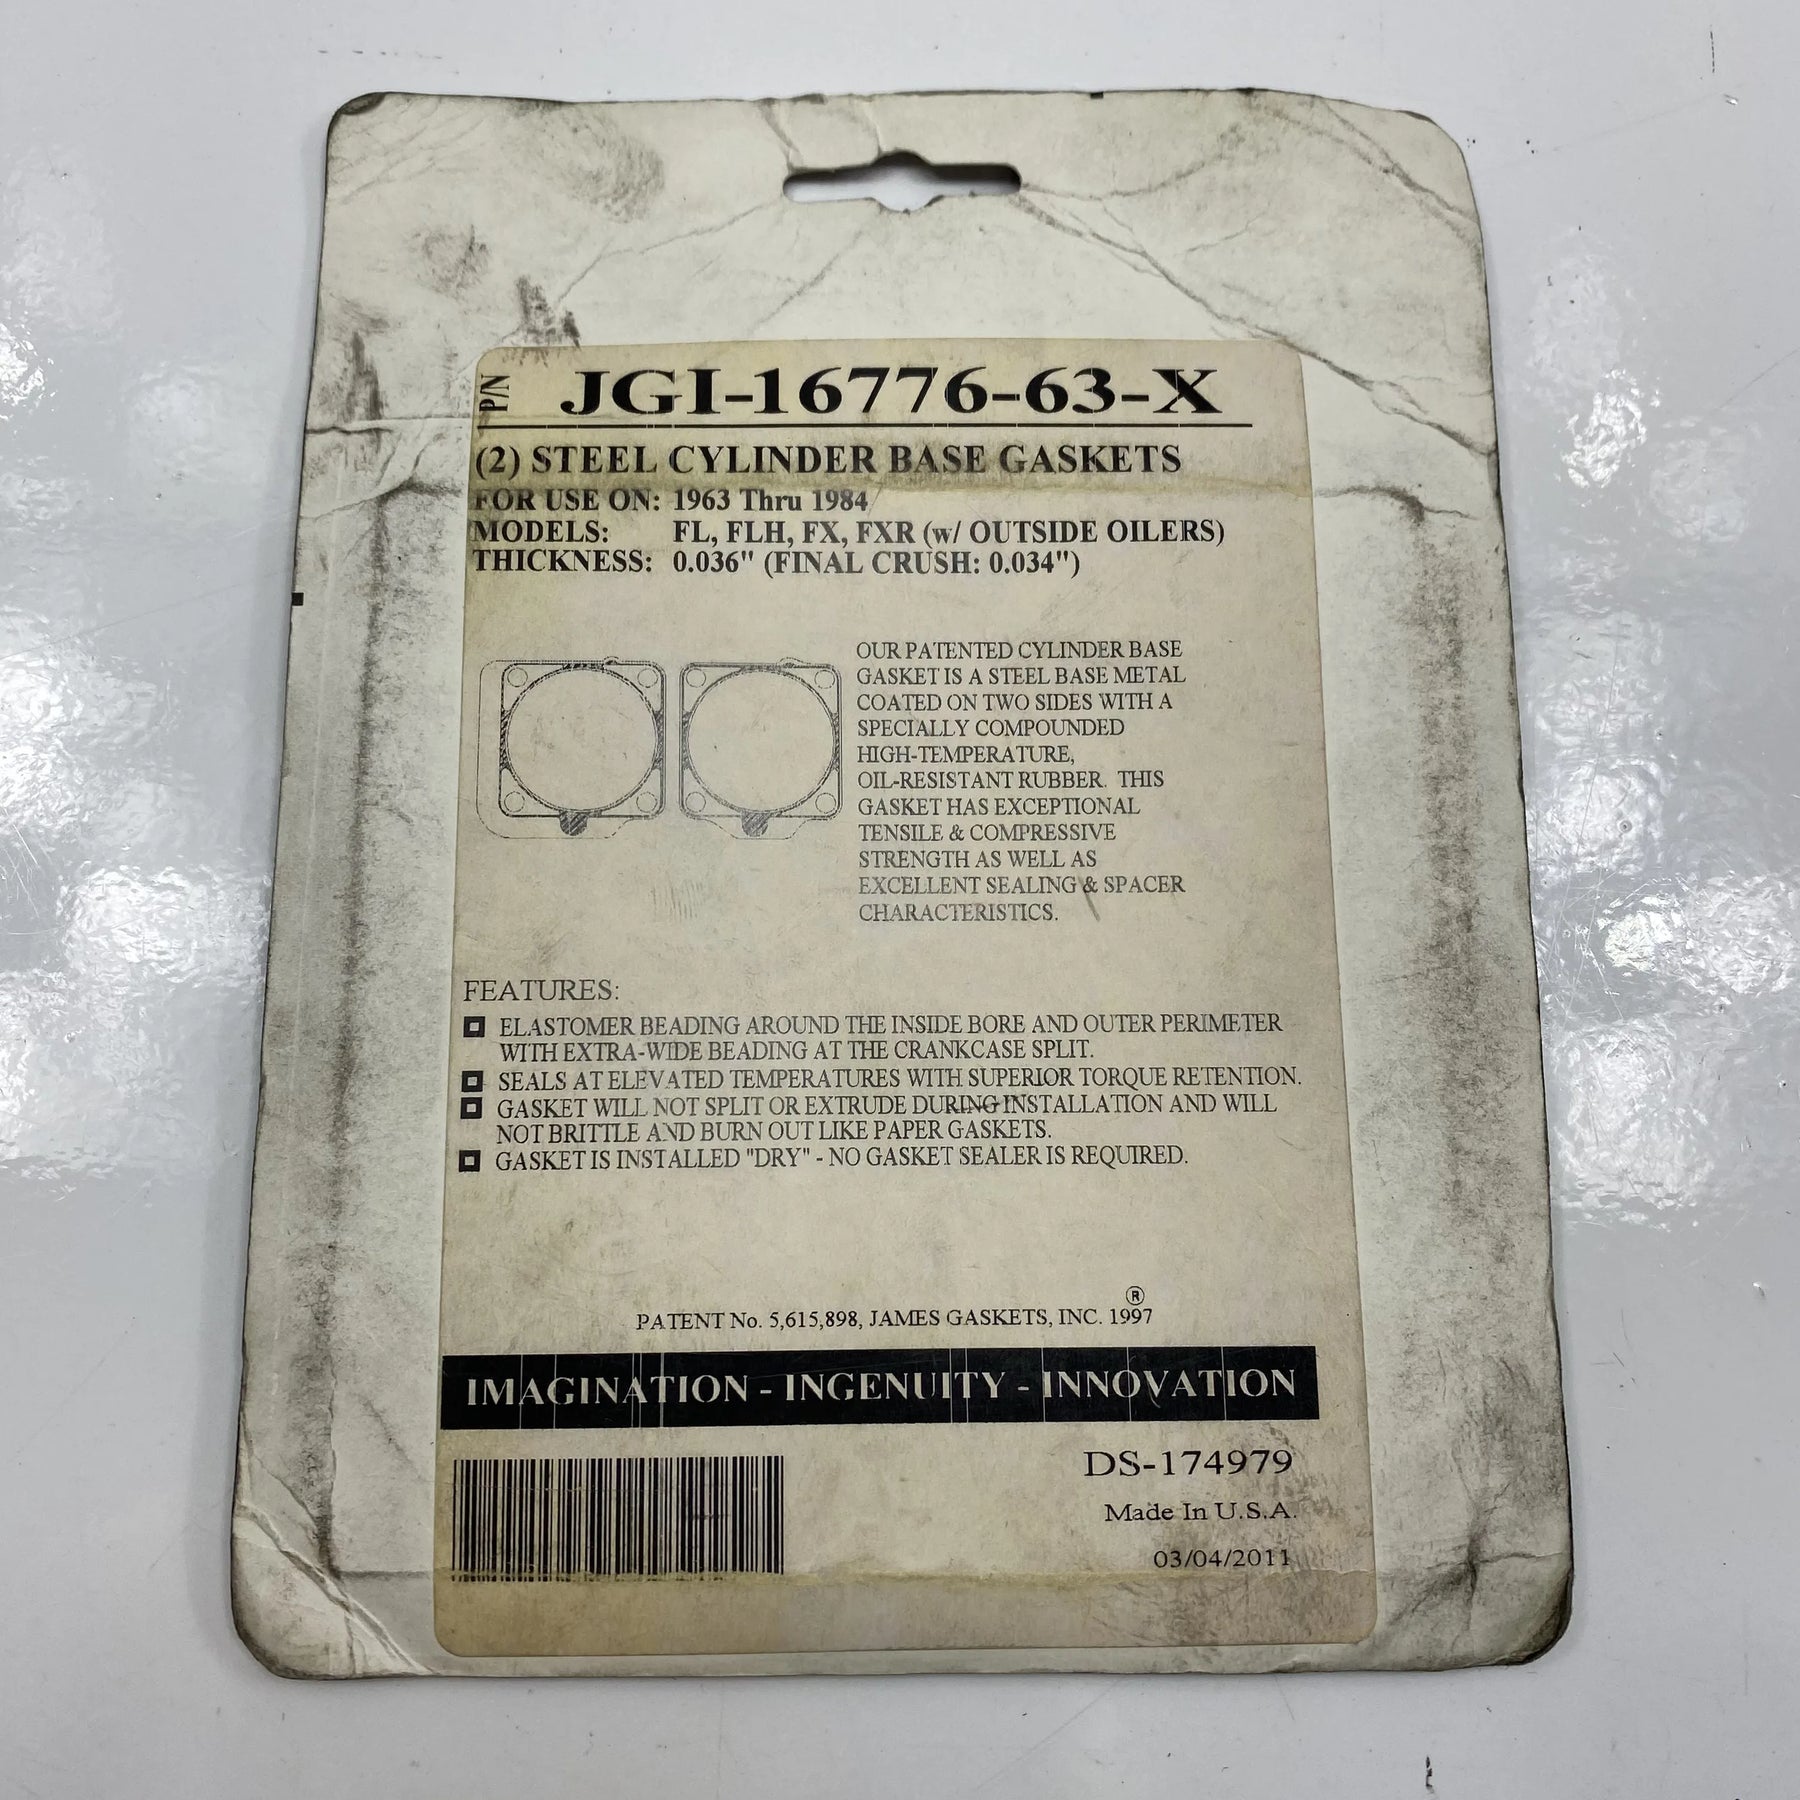 P/N JGI-16776-63-X
(2) STEEL CYLINDER BASE GASKETS
FOR USE ON: 1963 Thru 1984
MODELS: FL, FLH, FX, FXR (w/ OUTSIDE OILERS)
THICKNESS: 0.036" (FINAL CRUSH: 0.034")
OUR PATENTED CYLINDER BASE
GASKET IS A STEEL BASE METAL
COATED ON TWO SIDES WITH A
SPECIALLY COMPOUNDED
HIGH-TEMPERATURE,
OIL-RESISTANT RUBBER. THIS
GASKET HAS EXCEPTIONAL
TENSILE & COMPRESSIVE
STRENGTH AS WELL AS
EXCELLENT SEALING & SPACER
CHARACTERISTICS.
FEATURES:
ELASTOMER BEADING AROUND THE INSIDE BORE AND OUTER PERIMETER
WITH EXTRA-WIDE BEADING AT THE CRANKCASE SPLIT.
SEALS AT ELEVATED TEMPERATURES WITH SUPERIOR TORQUE RETENTION.
GASKET WILL NOT SPLIT OR EXTRUDE DURING INSTALLATION AND WILL
NOT BRITTLE AND BURN OUT LIKE PAPER GASKETS.
GASKET IS INSTALLED "DRY" - NO GASKET SEALER IS REQUIRED.
PATENT No. 5,615,898, JAMES GASKETS, INC. ® 1997
IMAGINATION - INGENUITY - INNOVATION
DS-174979
Made In U.S.A.
03/04/2011